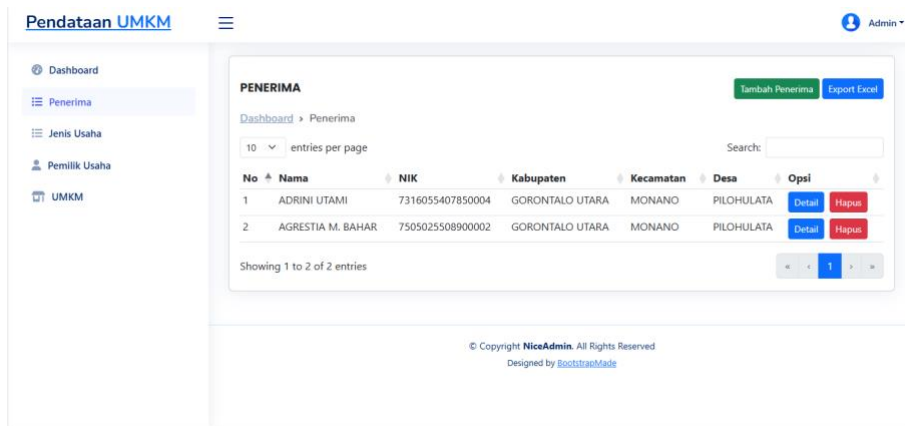 Pendataan UMKM
Admin
Dashboard
Penerima
Jenis Usaha
Pemilik Usaha
UMKM
PENERIMA
Tambah Penerima Export Excel
Dashboard > Penerima
10 entries per page Search:
No Nama NIK Kabupaten Kecamatan Desa Opsi
1 ADRINI UTAMI 7316055407850004 GORONTALO UTARA MONANO PILOHULATA Detail Hapus
2 AGRESTIA M. BAHAR 7505025508900002 GORONTALO UTARA MONANO PILOHULATA Detail Hapus
Showing 1 to 2 of 2 entries
« ‹ 1 › »
© Copyright NiceAdmin. All Rights Reserved
Designed by BootstrapMade